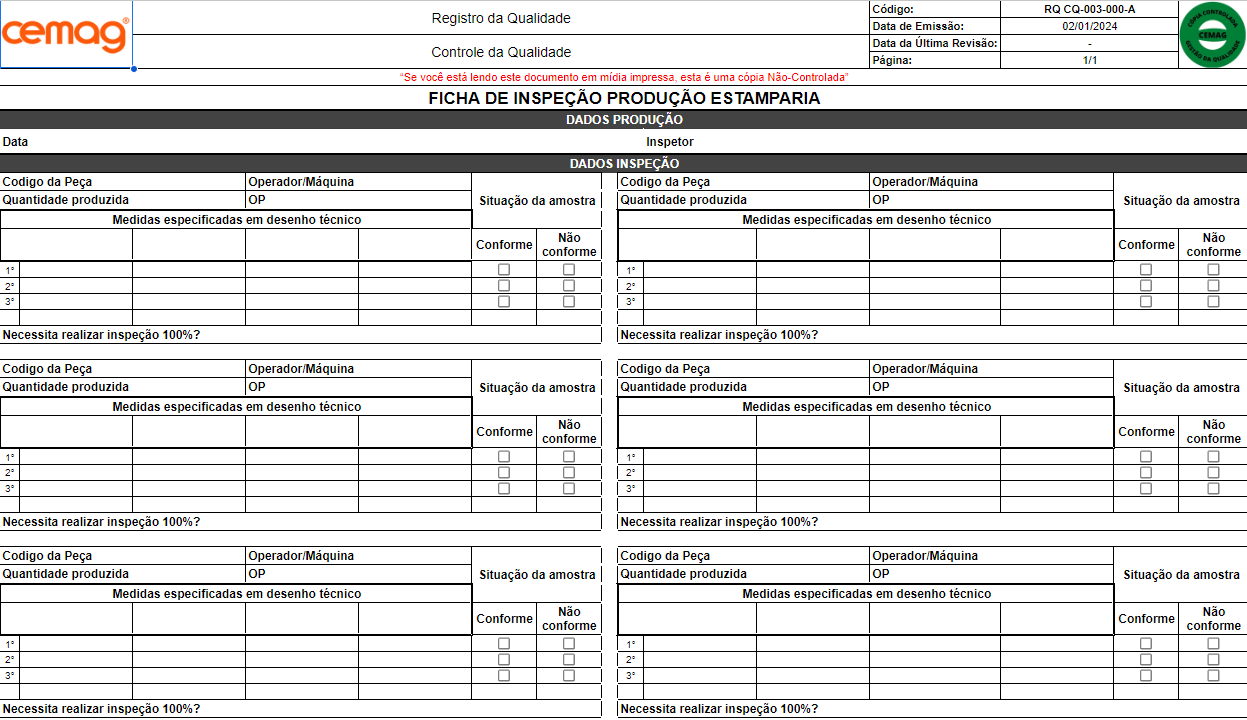 cemag®
Registro da Qualidade
Controle da Qualidade
Código: RQ CQ-003-000-A
Data de Emissão: 02/01/2024
Data da Última Revisão: -
Página: 1/1
CÓPIA CONTROLADA
CEMAG
GESTÃO DA QUALIDADE
“Se você está lendo este documento em mídia impressa, esta é uma cópia Não-Controlada”
FICHA DE INSPEÇÃO PRODUÇÃO ESTAMPARIA
DADOS PRODUÇÃO
Data Inspetor
DADOS INSPEÇÃO
Codigo da Peça Operador/Máquina Situação da amostra
Quantidade produzida OP
Medidas especificadas em desenho técnico
Conforme Não conforme
1°
2°
3°
Necessita realizar inspeção 100%?
Codigo da Peça Operador/Máquina Situação da amostra
Quantidade produzida OP
Medidas especificadas em desenho técnico
Conforme Não conforme
1°
2°
3°
Necessita realizar inspeção 100%?
Codigo da Peça Operador/Máquina Situação da amostra
Quantidade produzida OP
Medidas especificadas em desenho técnico
Conforme Não conforme
1°
2°
3°
Necessita realizar inspeção 100%?
Codigo da Peça Operador/Máquina Situação da amostra
Quantidade produzida OP
Medidas especificadas em desenho técnico
Conforme Não conforme
1°
2°
3°
Necessita realizar inspeção 100%?
Codigo da Peça Operador/Máquina Situação da amostra
Quantidade produzida OP
Medidas especificadas em desenho técnico
Conforme Não conforme
1°
2°
3°
Necessita realizar inspeção 100%?
Codigo da Peça Operador/Máquina Situação da amostra
Quantidade produzida OP
Medidas especificadas em desenho técnico
Conforme Não conforme
1°
2°
3°
Necessita realizar inspeção 100%?